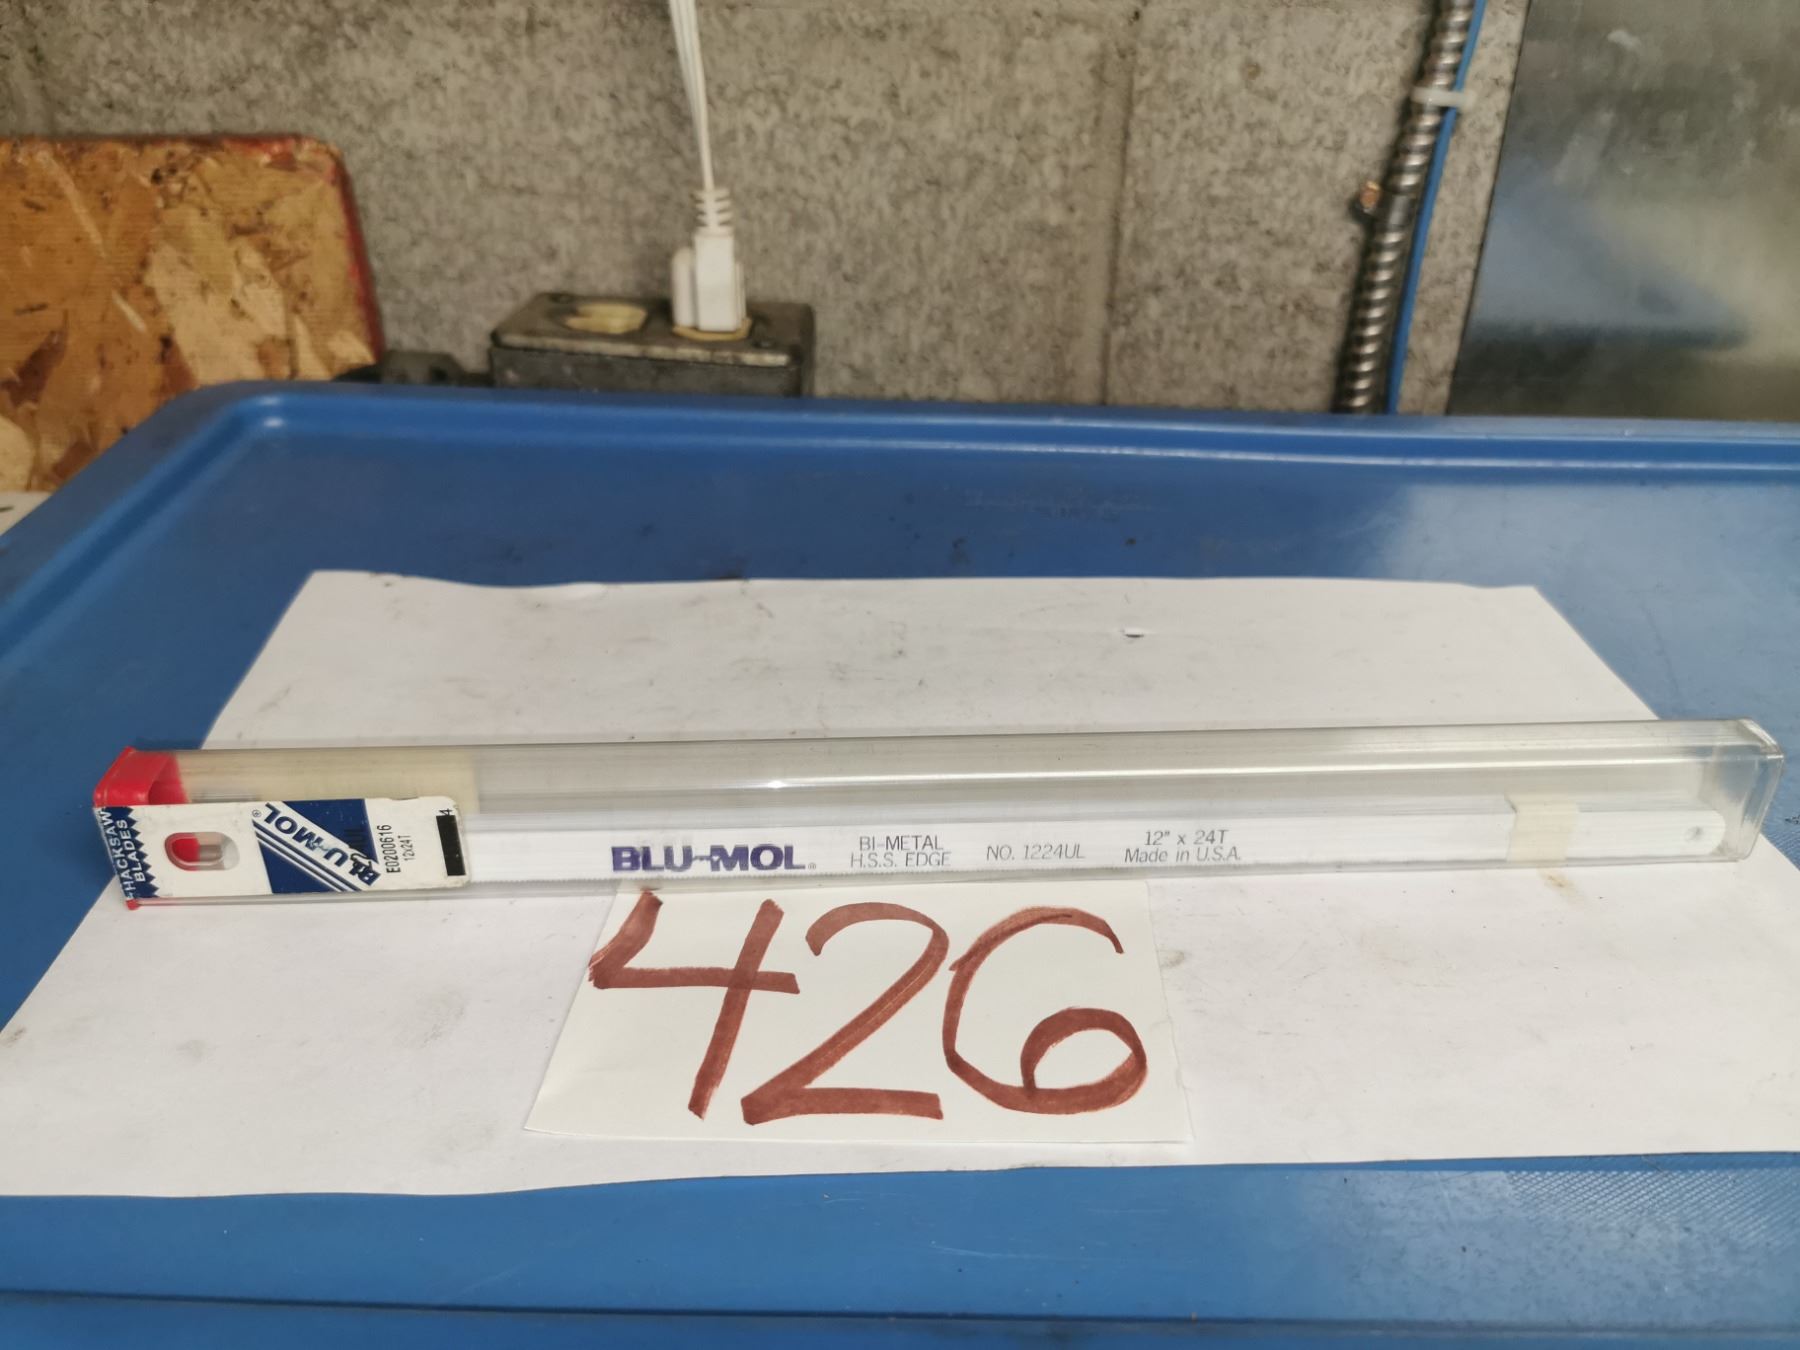 HACKSAW
BLADES
BLU-MOL®
E0200616
12x24T
BLU-MOL®
BI-METAL
H.S.S. EDGE
NO. 1224UL
12" x 24T
Made in U.S.A.
426